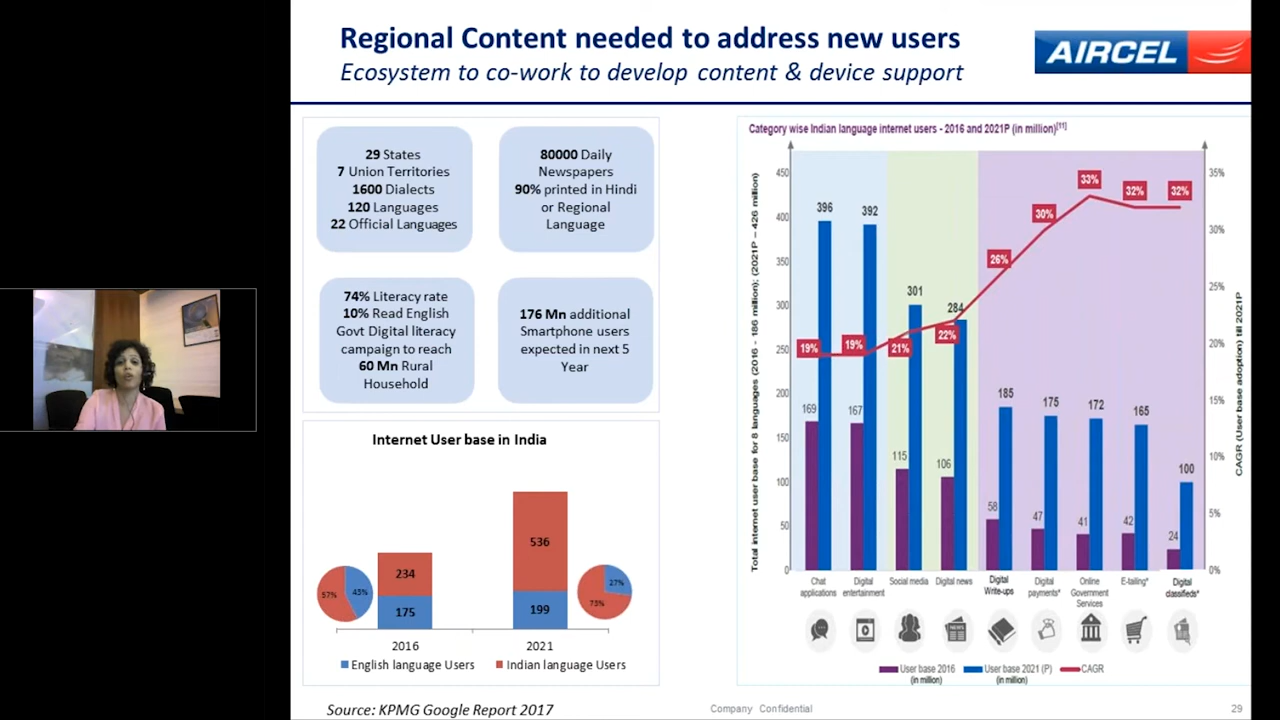 Regional Content needed to address new users
Ecosystem to co-work to develop content & device support
AIRCEL
29 States
7 Union Territories
1600 Dialects
120 Languages
22 Official Languages
80000 Daily
Newspapers
90% printed in Hindi
or Regional
Language
74% Literacy rate
10% Read English
Govt Digital literacy
campaign to reach
60 Mn Rural
Household
176 Mn additional
Smartphone users
expected in next 5
Year
Internet User base in India
57%
43%
234
175
536
199
27%
73%
2016
2021
English language Users
Indian language Users
Category wise Indian language internet users - 2016 and 2021P (in million)[11]
Total internet user base for 8 languages (2016 - 186 million); (2021P – 426 million)
450
400
350
300
250
200
150
100
50
0
35%
30%
25%
20%
15%
10%
5%
0%
CAGR (User base adoption) till 2021P
169
396
19%
167
392
19%
115
301
21%
106
284
22%
58
185
26%
47
175
30%
41
172
33%
42
165
32%
24
100
32%
Chat
applications
Digital
entertainment
Social media
Digital news
Digital
Write-ups
Digital
payments*
Online
Government
Services
E-tailing*
Digital
classifieds*
NEWS
User base 2016
(in million)
User base 2021 (P)
(in million)
CAGR
Source: KPMG Google Report 2017
Company Confidential
29